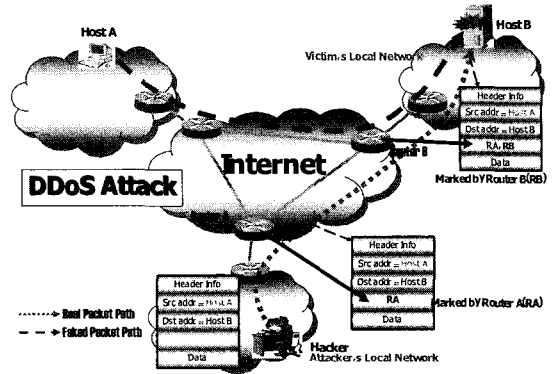 Host A
Host B
Victim,s Local Network
Header Info
Src addr = Host A
Dst addr = Host B
RA, RB
Data
Marked by Router B(RB)
Router B
Internet
DDoS Attack
Header Info
Src addr = Host A
Dst addr = Host B
RA
Data
Marked by Router A(RA)
Header Info
Src addr = Host A
Dst addr = Host B
Data
Real Packet Path
Faked Packet Path
Hacker
Attacker,s Local Network